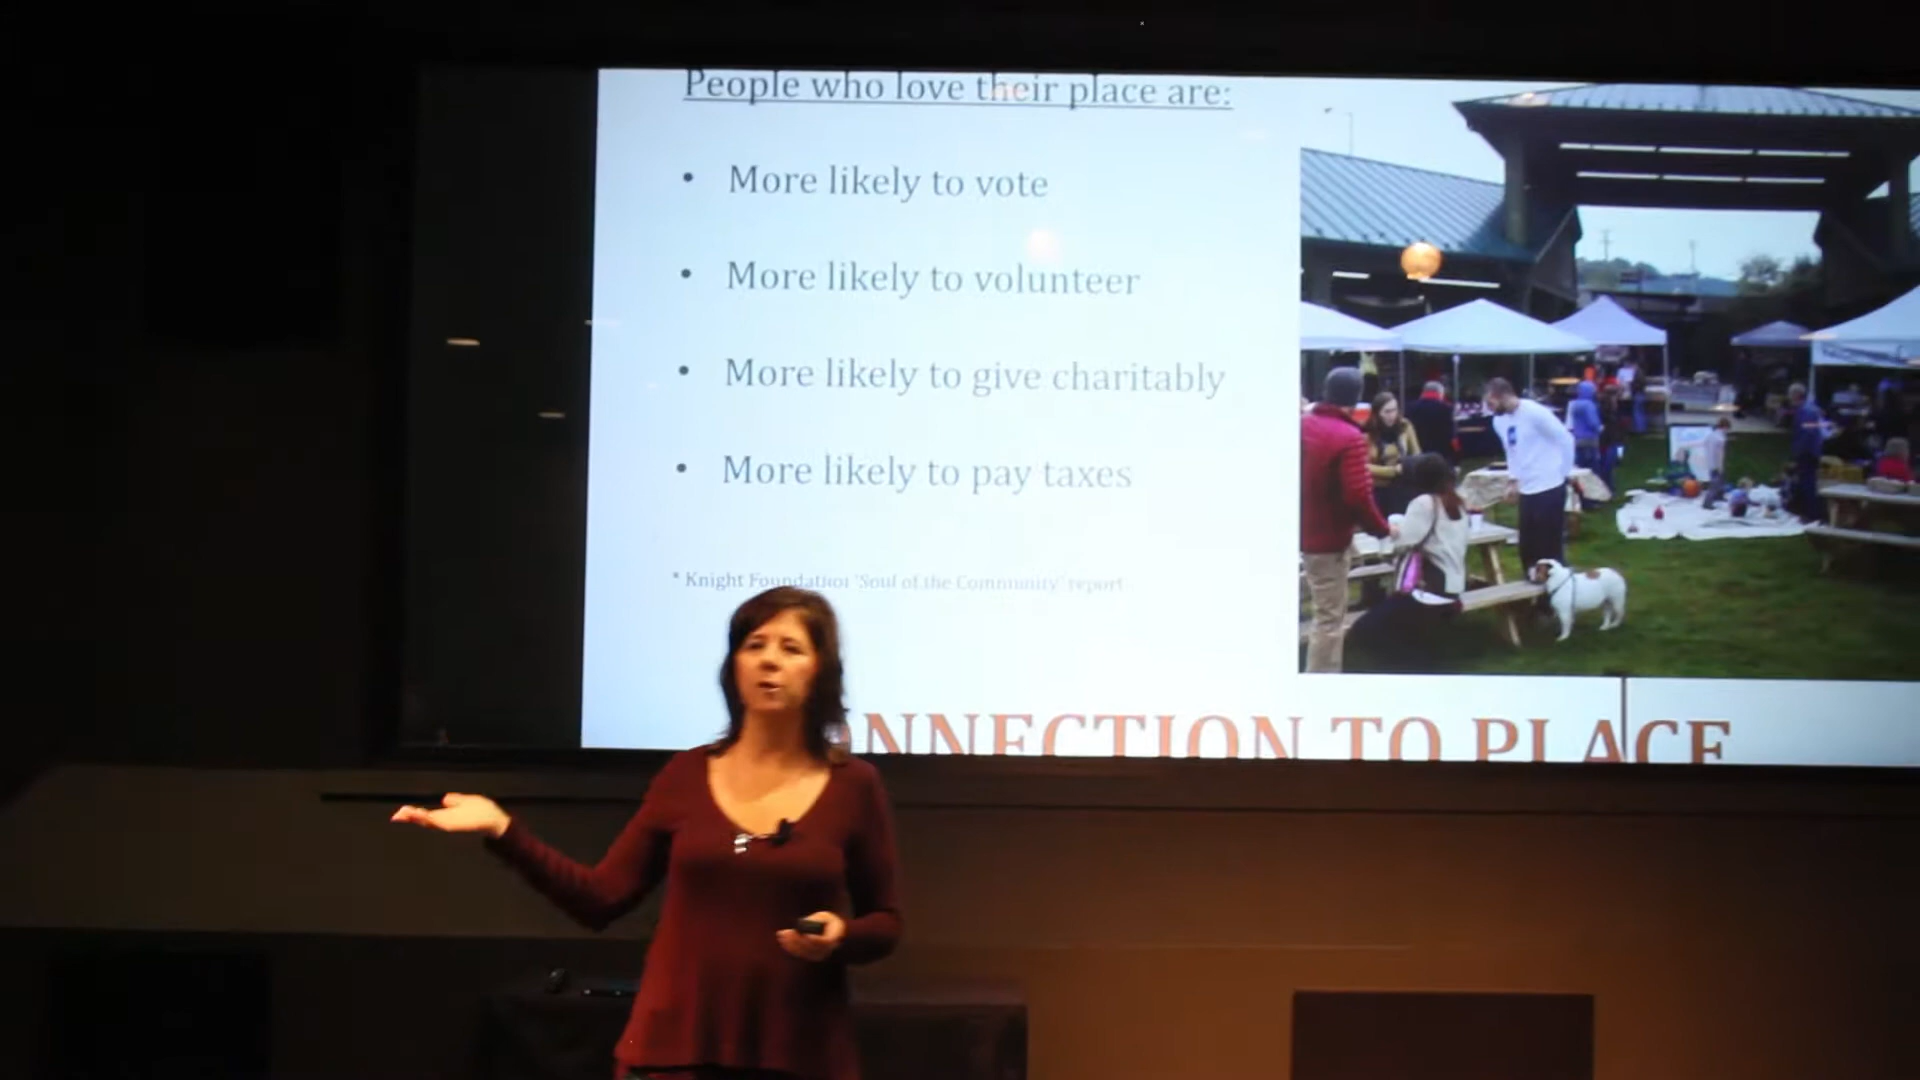 People who love their place are:
• More likely to vote
• More likely to volunteer
• More likely to give charitably
• More likely to pay taxes
* Knight Foundation 'Soul of the Community' report
ONNECTION TO PLACE